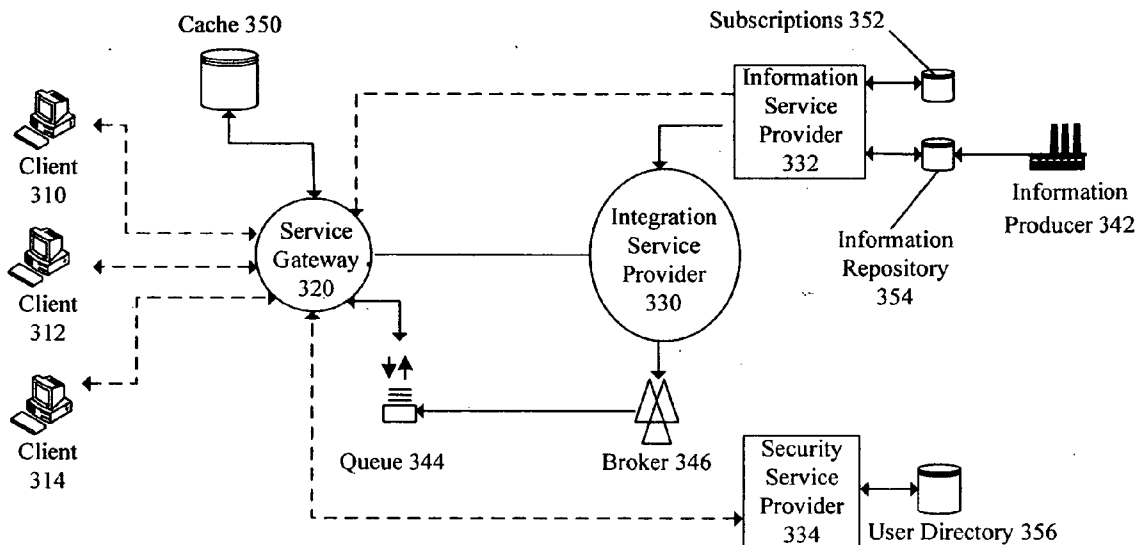 Subscriptions 352
Cache 350
Information
Service
Provider
332
Client
310
Information
Producer 342
Service
Gateway
320
Integration
Service
Provider
330
Information
Repository
354
Client
312
Client
314
Queue 344
Broker 346
Security
Service
Provider
334
User Directory 356